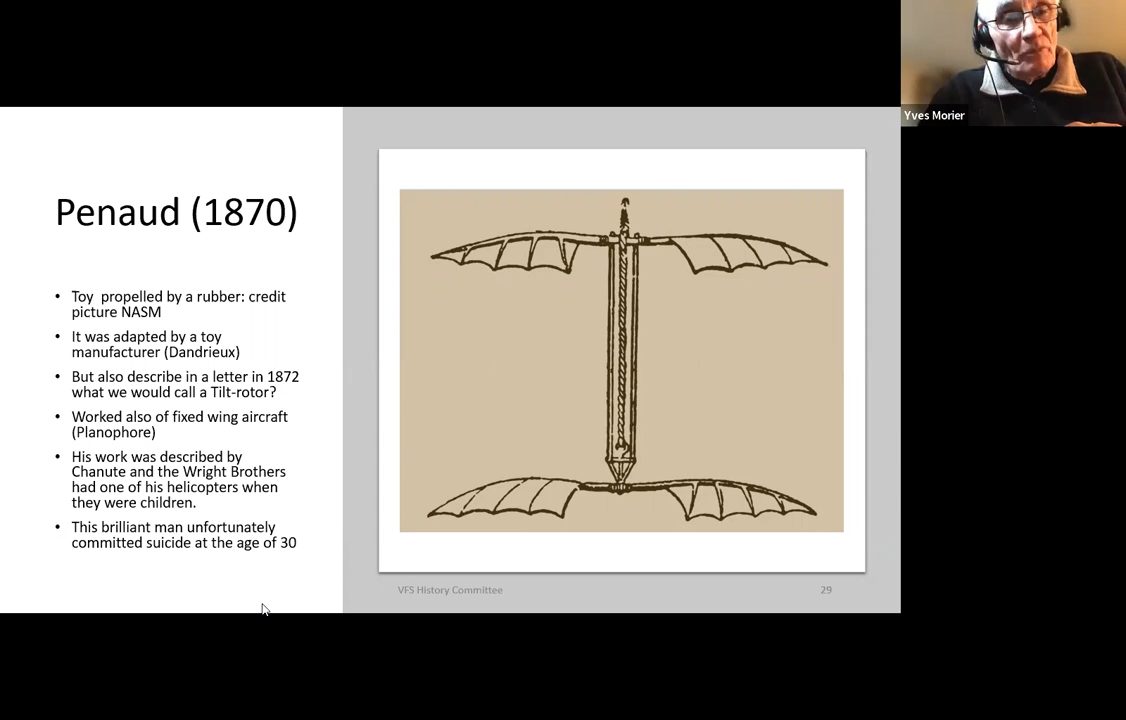 Yves Morier
Penaud (1870)
• Toy  propelled by a rubber: credit
picture NASM
• It was adapted by a toy
manufacturer (Dandrieux)
• But also describe in a letter in 1872
what we would call a Tilt-rotor?
• Worked also of fixed wing aircraft
(Planophore)
• His work was described by
Chanute and the Wright Brothers
had one of his helicopters when
they were children.
• This brilliant man unfortunately
committed suicide at the age of 30
VFS History Committee
29